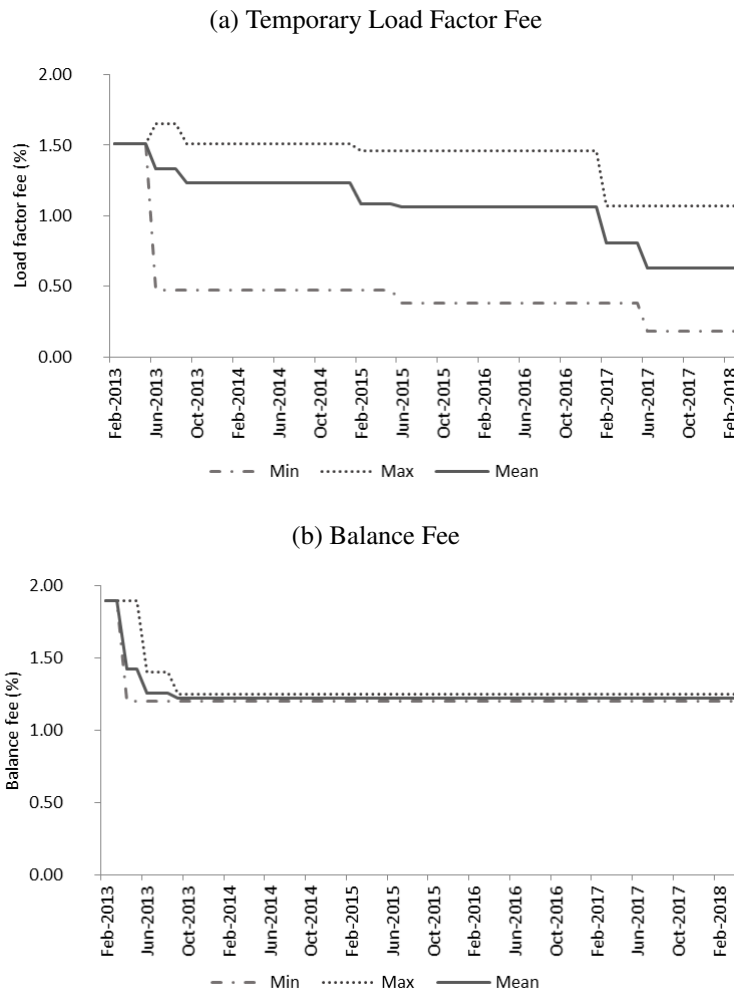 (a) Temporary Load Factor Fee
2.00
1.50
1.00
0.50
0.00
Load factor fee (%)
Feb-2013
Jun-2013
Oct-2013
Feb-2014
Jun-2014
Oct-2014
Feb-2015
Jun-2015
Oct-2015
Feb-2016
Jun-2016
Oct-2016
Feb-2017
Jun-2017
Oct-2017
Feb-2018
Min
Max
Mean
(b) Balance Fee
2.00
1.50
1.00
0.50
0.00
Balance fee (%)
Feb-2013
Jun-2013
Oct-2013
Feb-2014
Jun-2014
Oct-2014
Feb-2015
Jun-2015
Oct-2015
Feb-2016
Jun-2016
Oct-2016
Feb-2017
Jun-2017
Oct-2017
Feb-2018
Min
Max
Mean